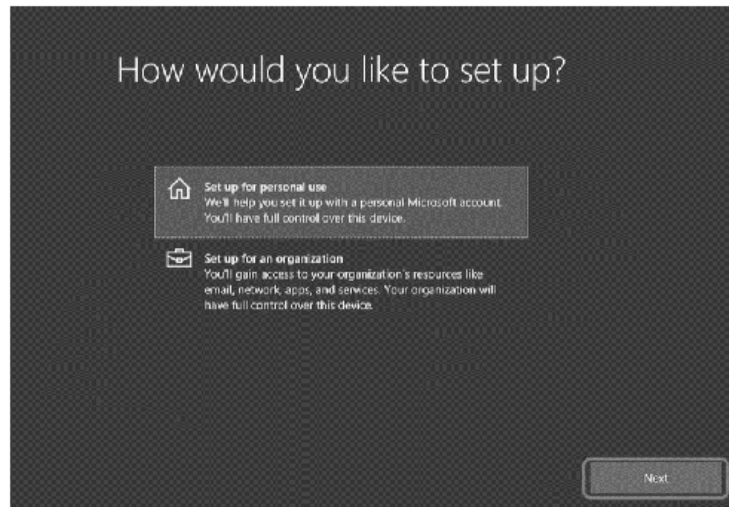 How would you like to set up?
Set up for personal use
We'll help you set it up with a personal Microsoft account.
You'll have full control over this device.
Set up for an organization
You'll gain access to your organization's resources like
email, network, apps, and services. Your organization will
have full control over this device.
Next